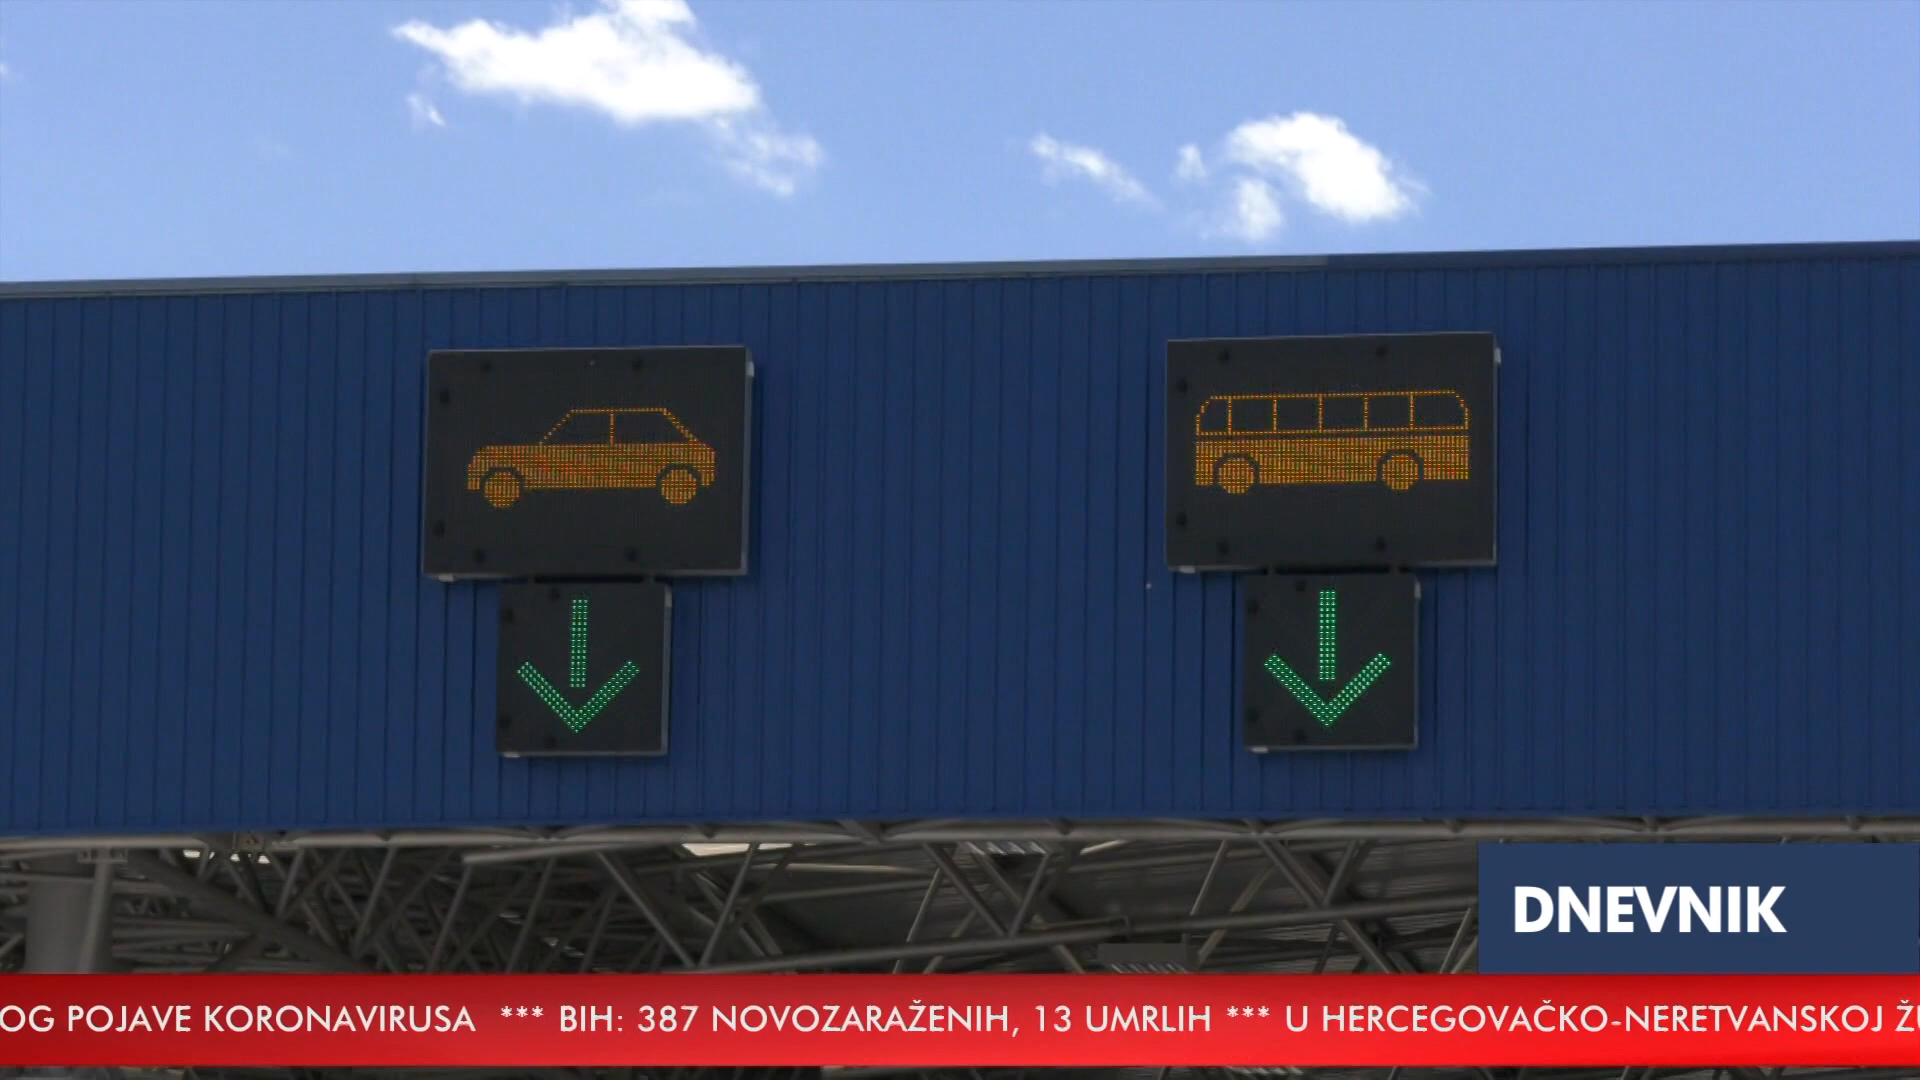 DNEVNIK
OG POJAVE KORONAVIRUSA *** BIH: 387 NOVOZARAŽENIH, 13 UMRLIH *** U HERCEGOVAČKO-NERETVANSKOJ